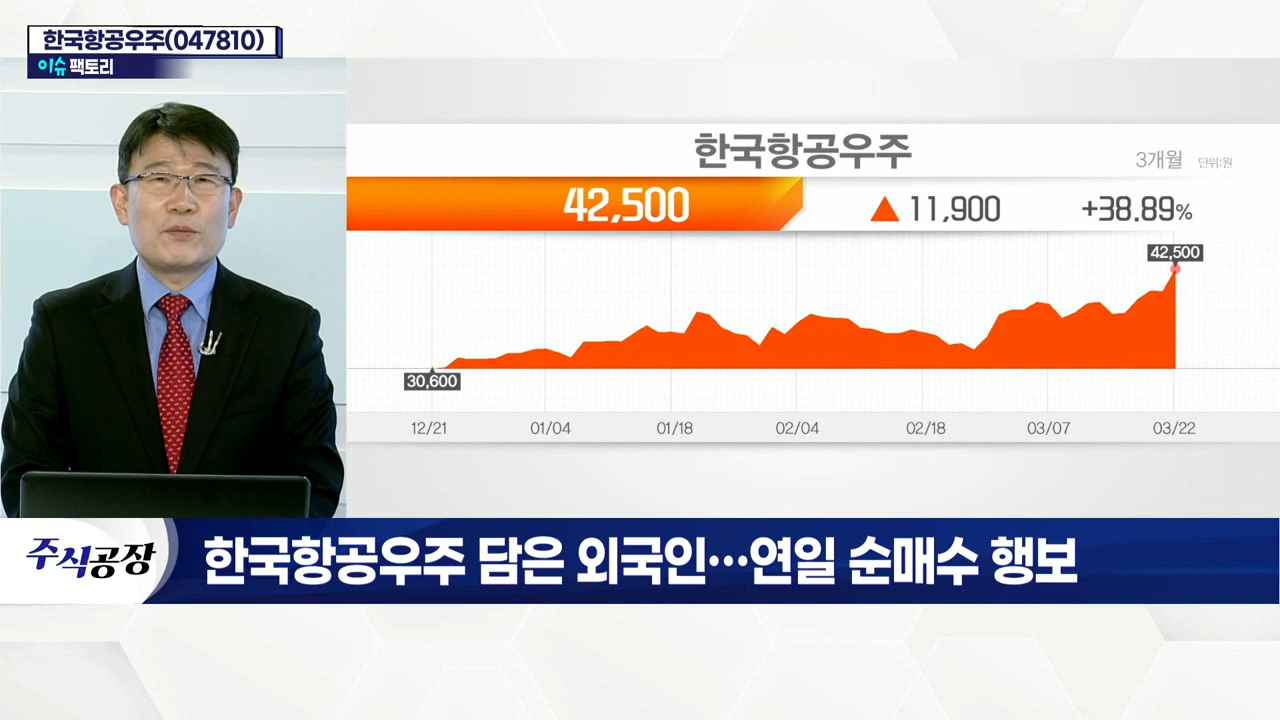 한국항공우주(047810)
이슈 팩토리
한국항공우주
3개월 단위:원
42,500 ▲ 11,900 +38.89%
42,500
30,600
12/21 01/04 01/18 02/04 02/18 03/07 03/22
주식공장
한국항공우주 담은 외국인…연일 순매수 행보